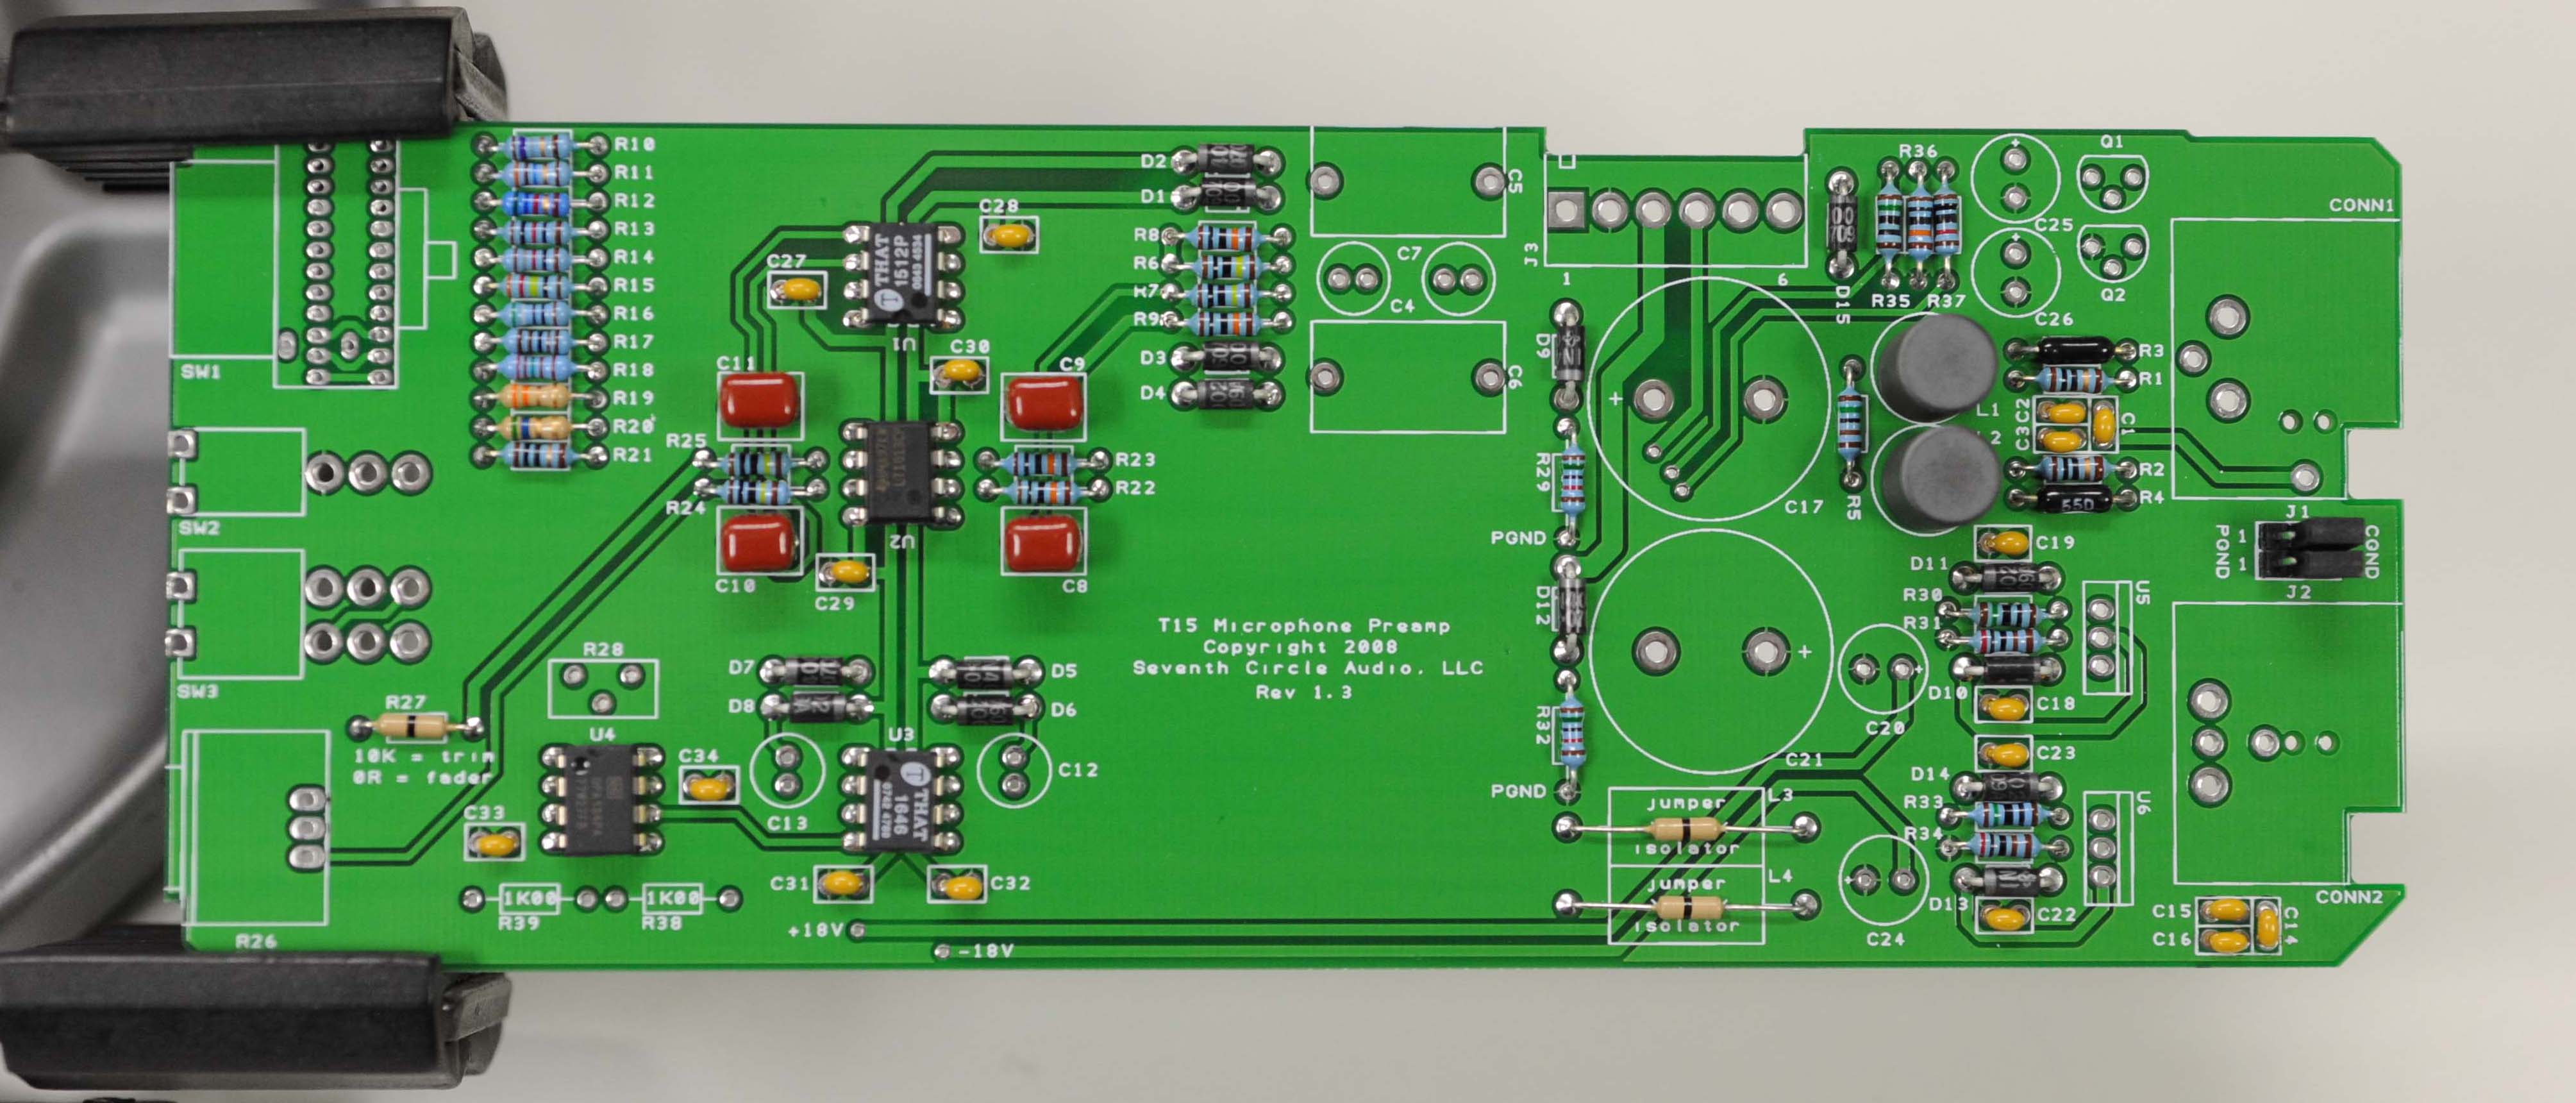 R10
R11
R12
R13
R14
R15
R16
R17
R18
R19
R20
R21
SW1
SW2
SW3
R25
R24
R27
10K = trim
0R = fader
R26
R28
U4
C33
C34
1K00
R39
1K00
R38
C27
C28
THAT
1512P
U1
C11
C30
C9
U2
C10
C29
C8
R23
R22
D7
D8
D5
D6
U3
C13
C12
THAT
1646
C31
C32
+18V
-18V
D2
D1
R8
R6
R7
R9
D3
D4
C5
C7
C4
C6
J3
1
6
D9
R29
PGND
D12
R32
PGND
T15 Microphone Preamp
Copyright 2008
Seventh Circle Audio, LLC
Rev 1.3
+
C17
+
C21
jumper
L3
isolator
jumper
L4
isolator
D15
R36
R35
R37
+
C25
+
C26
Q1
Q2
R5
L1
L2
R3
R1
C3
C2
C1
R2
R4
55D
C19
D11
R30
R31
D10
C18
U5
C20
+
C23
D14
R33
R34
D13
C22
U6
C24
+
CONN1
J1
PGND
1
1
CGND
J2
CONN2
C15
C16
C14